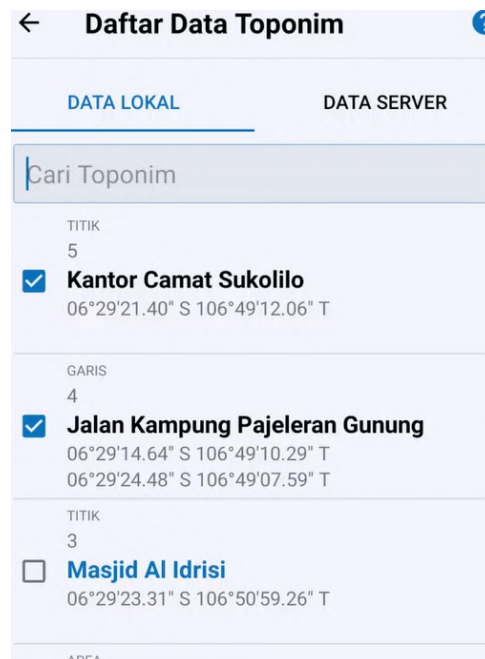 Daftar Data Toponim
DATA LOKAL DATA SERVER
Cari Toponim
TITIK
5
Kantor Camat Sukolilo
06°29'21.40" S 106°49'12.06" T
GARIS
4
Jalan Kampung Pajeleran Gunung
06°29'14.64" S 106°49'10.29" T
06°29'24.48" S 106°49'07.59" T
TITIK
3
Masjid Al Idrisi
06°29'23.31" S 106°50'59.26" T